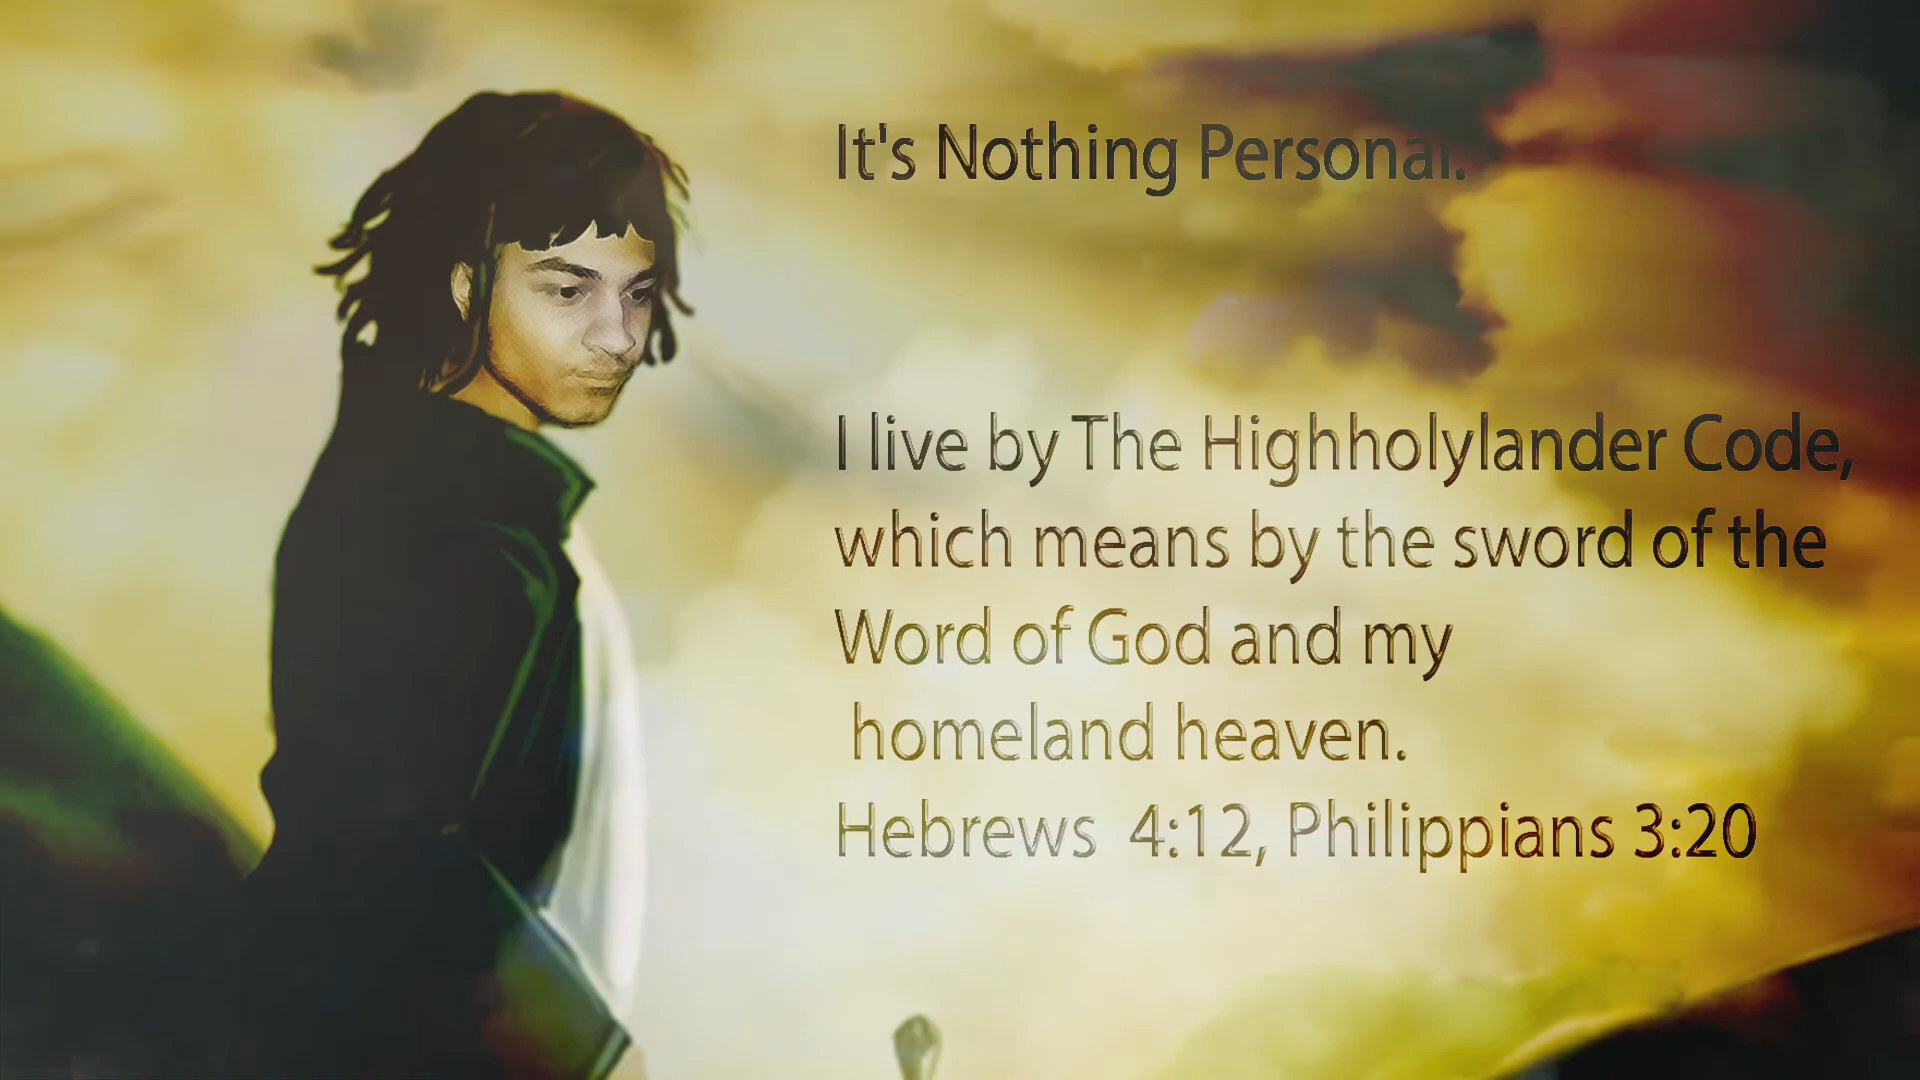 It's Nothing Personal.
I live by The Highholylander Code,
which means by the sword of the
Word of God and my
homeland heaven.
Hebrews 4:12, Philippians 3:20